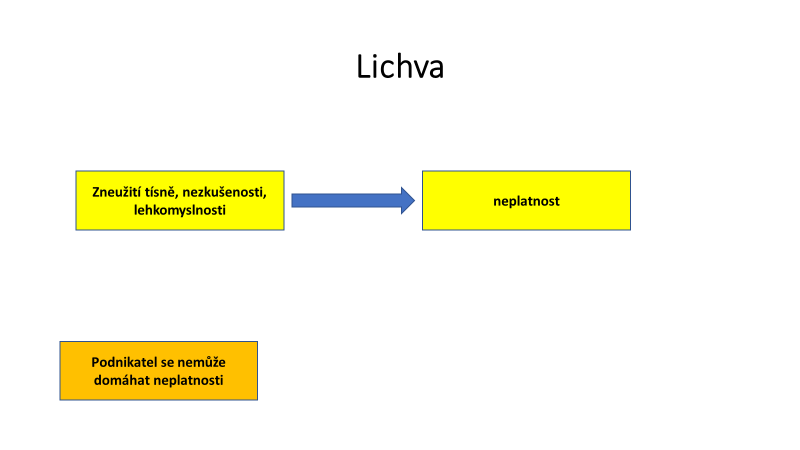 Lichva
Zneužití tísně, nezkušenosti,
lehkomyslnosti
neplatnost
Podnikatel se nemůže
domáhat neplatnosti